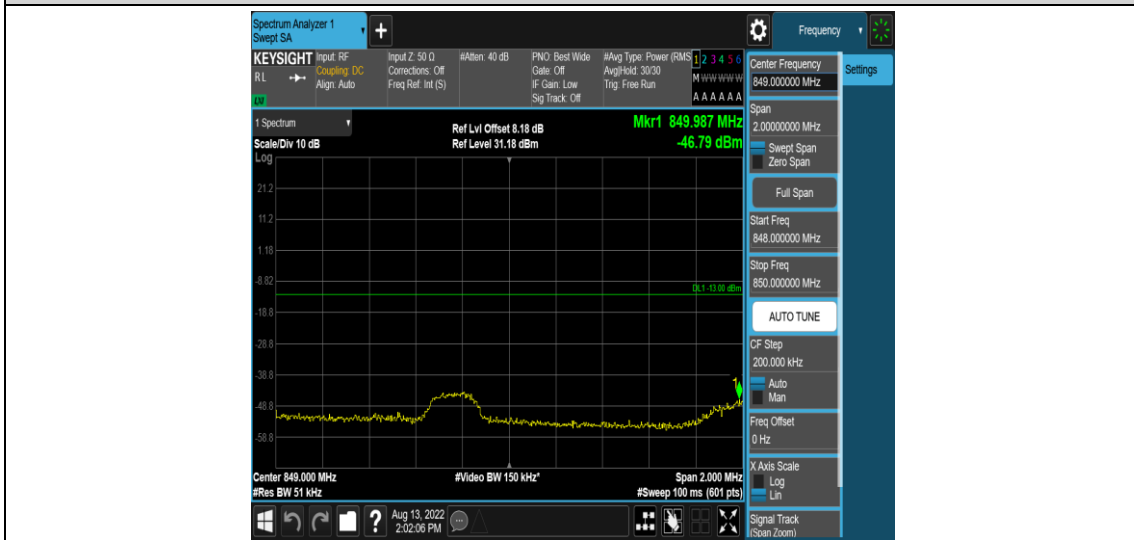 Spectrum Analyzer 1
Swept SA
+
Frequency
KEYSIGHT
RL
LXI
Input: RF
Coupling: DC
Align: Auto
Input Z: 50 Ω
Corrections: Off
Freq Ref: Int (S)
#Atten: 40 dB
PNO: Best Wide
Gate: Off
IF Gain: Low
Sig Track: Off
#Avg Type: Power (RMS
Avg|Hold: 30/30
Trig: Free Run
1 2 3 4 5 6
M W W W W W
A A A A A A
1 Spectrum
Scale/Div 10 dB
Ref Lvl Offset 8.18 dB
Ref Level 31.18 dBm
Mkr1 849.987 MHz
-46.79 dBm
Log
21.2
11.2
1.18
-8.82
DL1 -13.00 dBm
-18.8
-28.8
-38.8
1
-48.8
-58.8
Center 849.000 MHz
#Res BW 51 kHz
#Video BW 150 kHz*
Span 2.000 MHz
#Sweep 100 ms (601 pts)
Center Frequency
849.000000 MHz
Settings
Span
2.00000000 MHz
Swept Span
Zero Span
Full Span
Start Freq
848.000000 MHz
Stop Freq
850.000000 MHz
AUTO TUNE
CF Step
200.000 kHz
Auto
Man
Freq Offset
0 Hz
X Axis Scale
Log
Lin
Signal Track
(Span Zoom)
?
Aug 13, 2022
2:02:06 PM